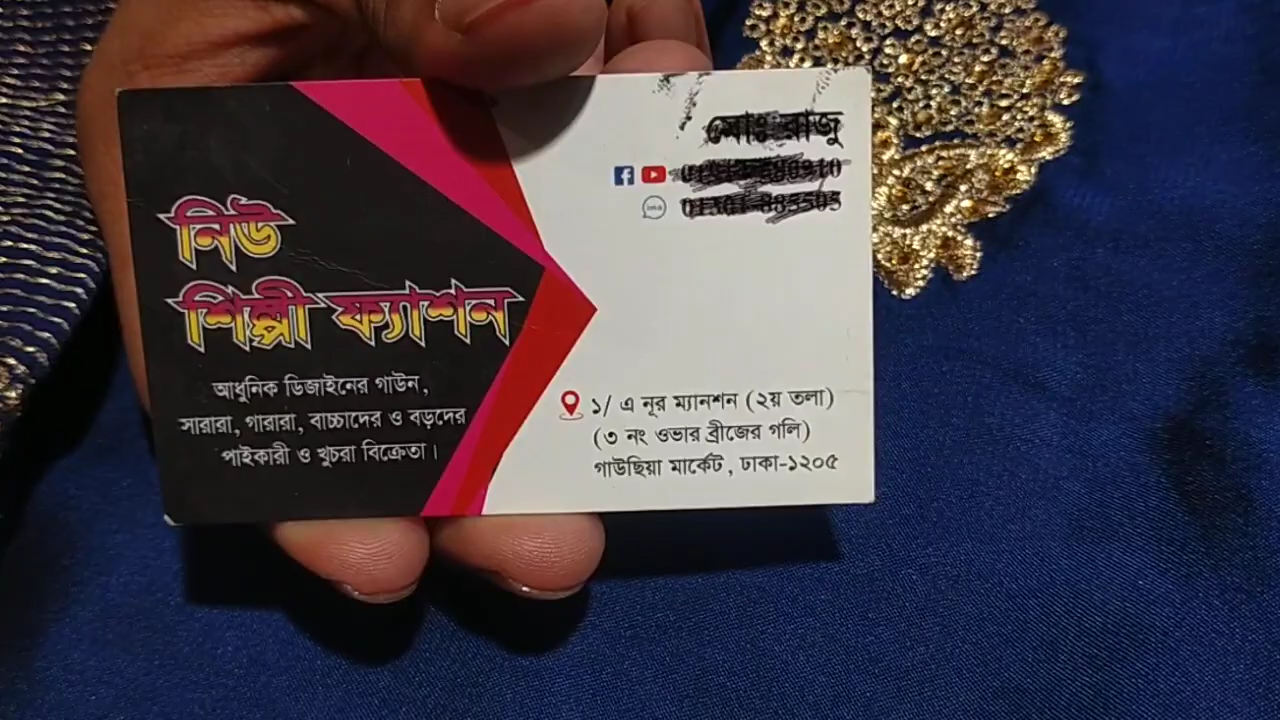 নিউ
শিল্পী ফ্যাশন
আধুনিক ডিজাইনের গাউন,
সারারা, গারারা, বাচ্চাদের ও বড়দের
পাইকারী ও খুচরা বিক্রেতা।
মোঃ রাজু
১/ এ নূর ম্যানশন (২য় তলা)
(৩ নং ওভার ব্রীজের গলি)
গাউছিয়া মার্কেট, ঢাকা-১২০৫